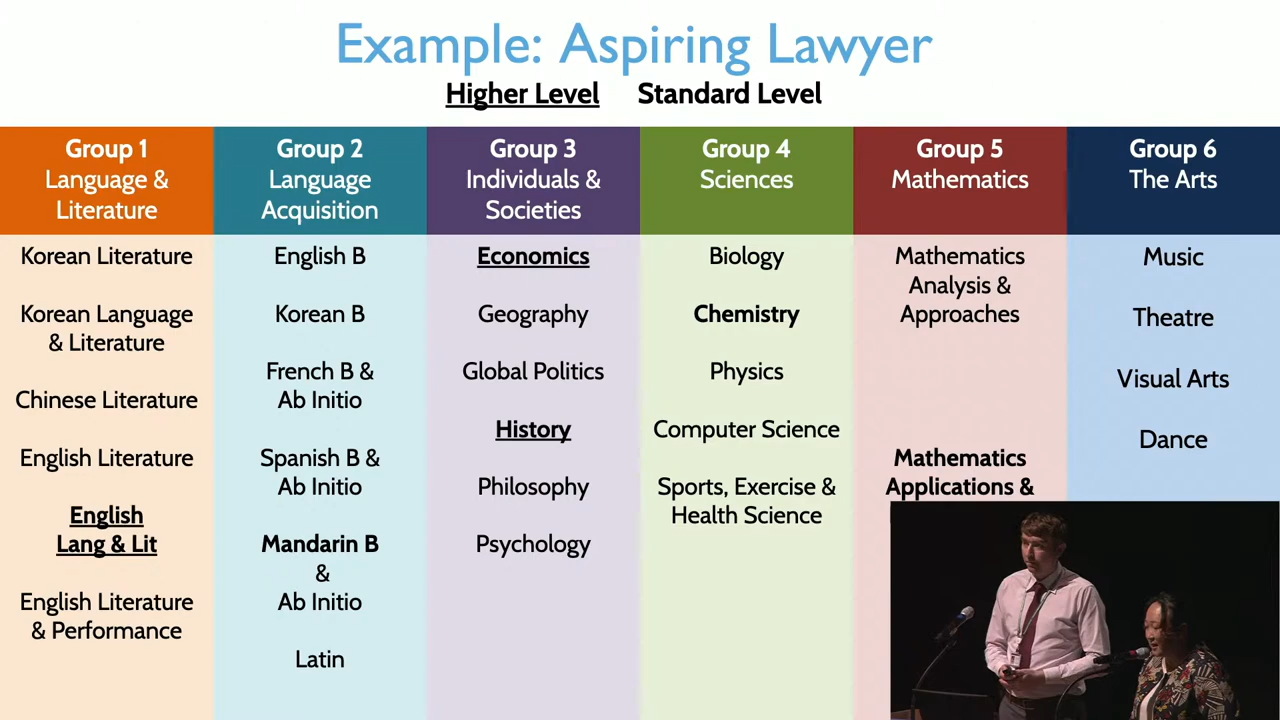 Example: Aspiring Lawyer
Higher Level Standard Level
Group 1
Language &
Literature
Korean Literature
Korean Language
& Literature
Chinese Literature
English Literature
English
Lang & Lit
English Literature
& Performance
Group 2
Language
Acquisition
English B
Korean B
French B &
Ab Initio
Spanish B &
Ab Initio
Mandarin B
&
Ab Initio
Latin
Group 3
Individuals &
Societies
Economics
Geography
Global Politics
History
Philosophy
Psychology
Group 4
Sciences
Biology
Chemistry
Physics
Computer Science
Sports, Exercise &
Health Science
Group 5
Mathematics
Mathematics
Analysis &
Approaches
Mathematics
Applications &
Group 6
The Arts
Music
Theatre
Visual Arts
Dance